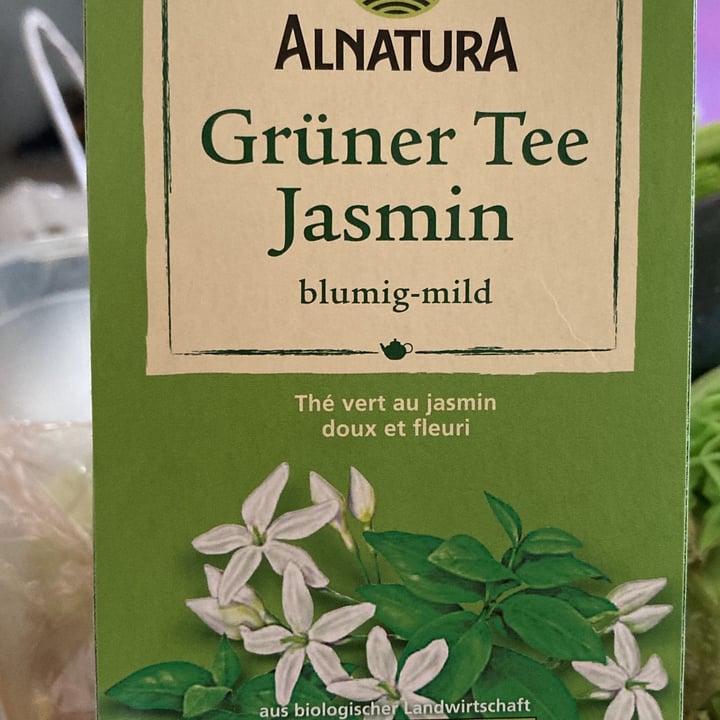 ALNATURA
Grüner Tee
Jasmin
blumig-mild
Thé vert au jasmin
doux et fleuri
aus biologischer Landwirtschaft